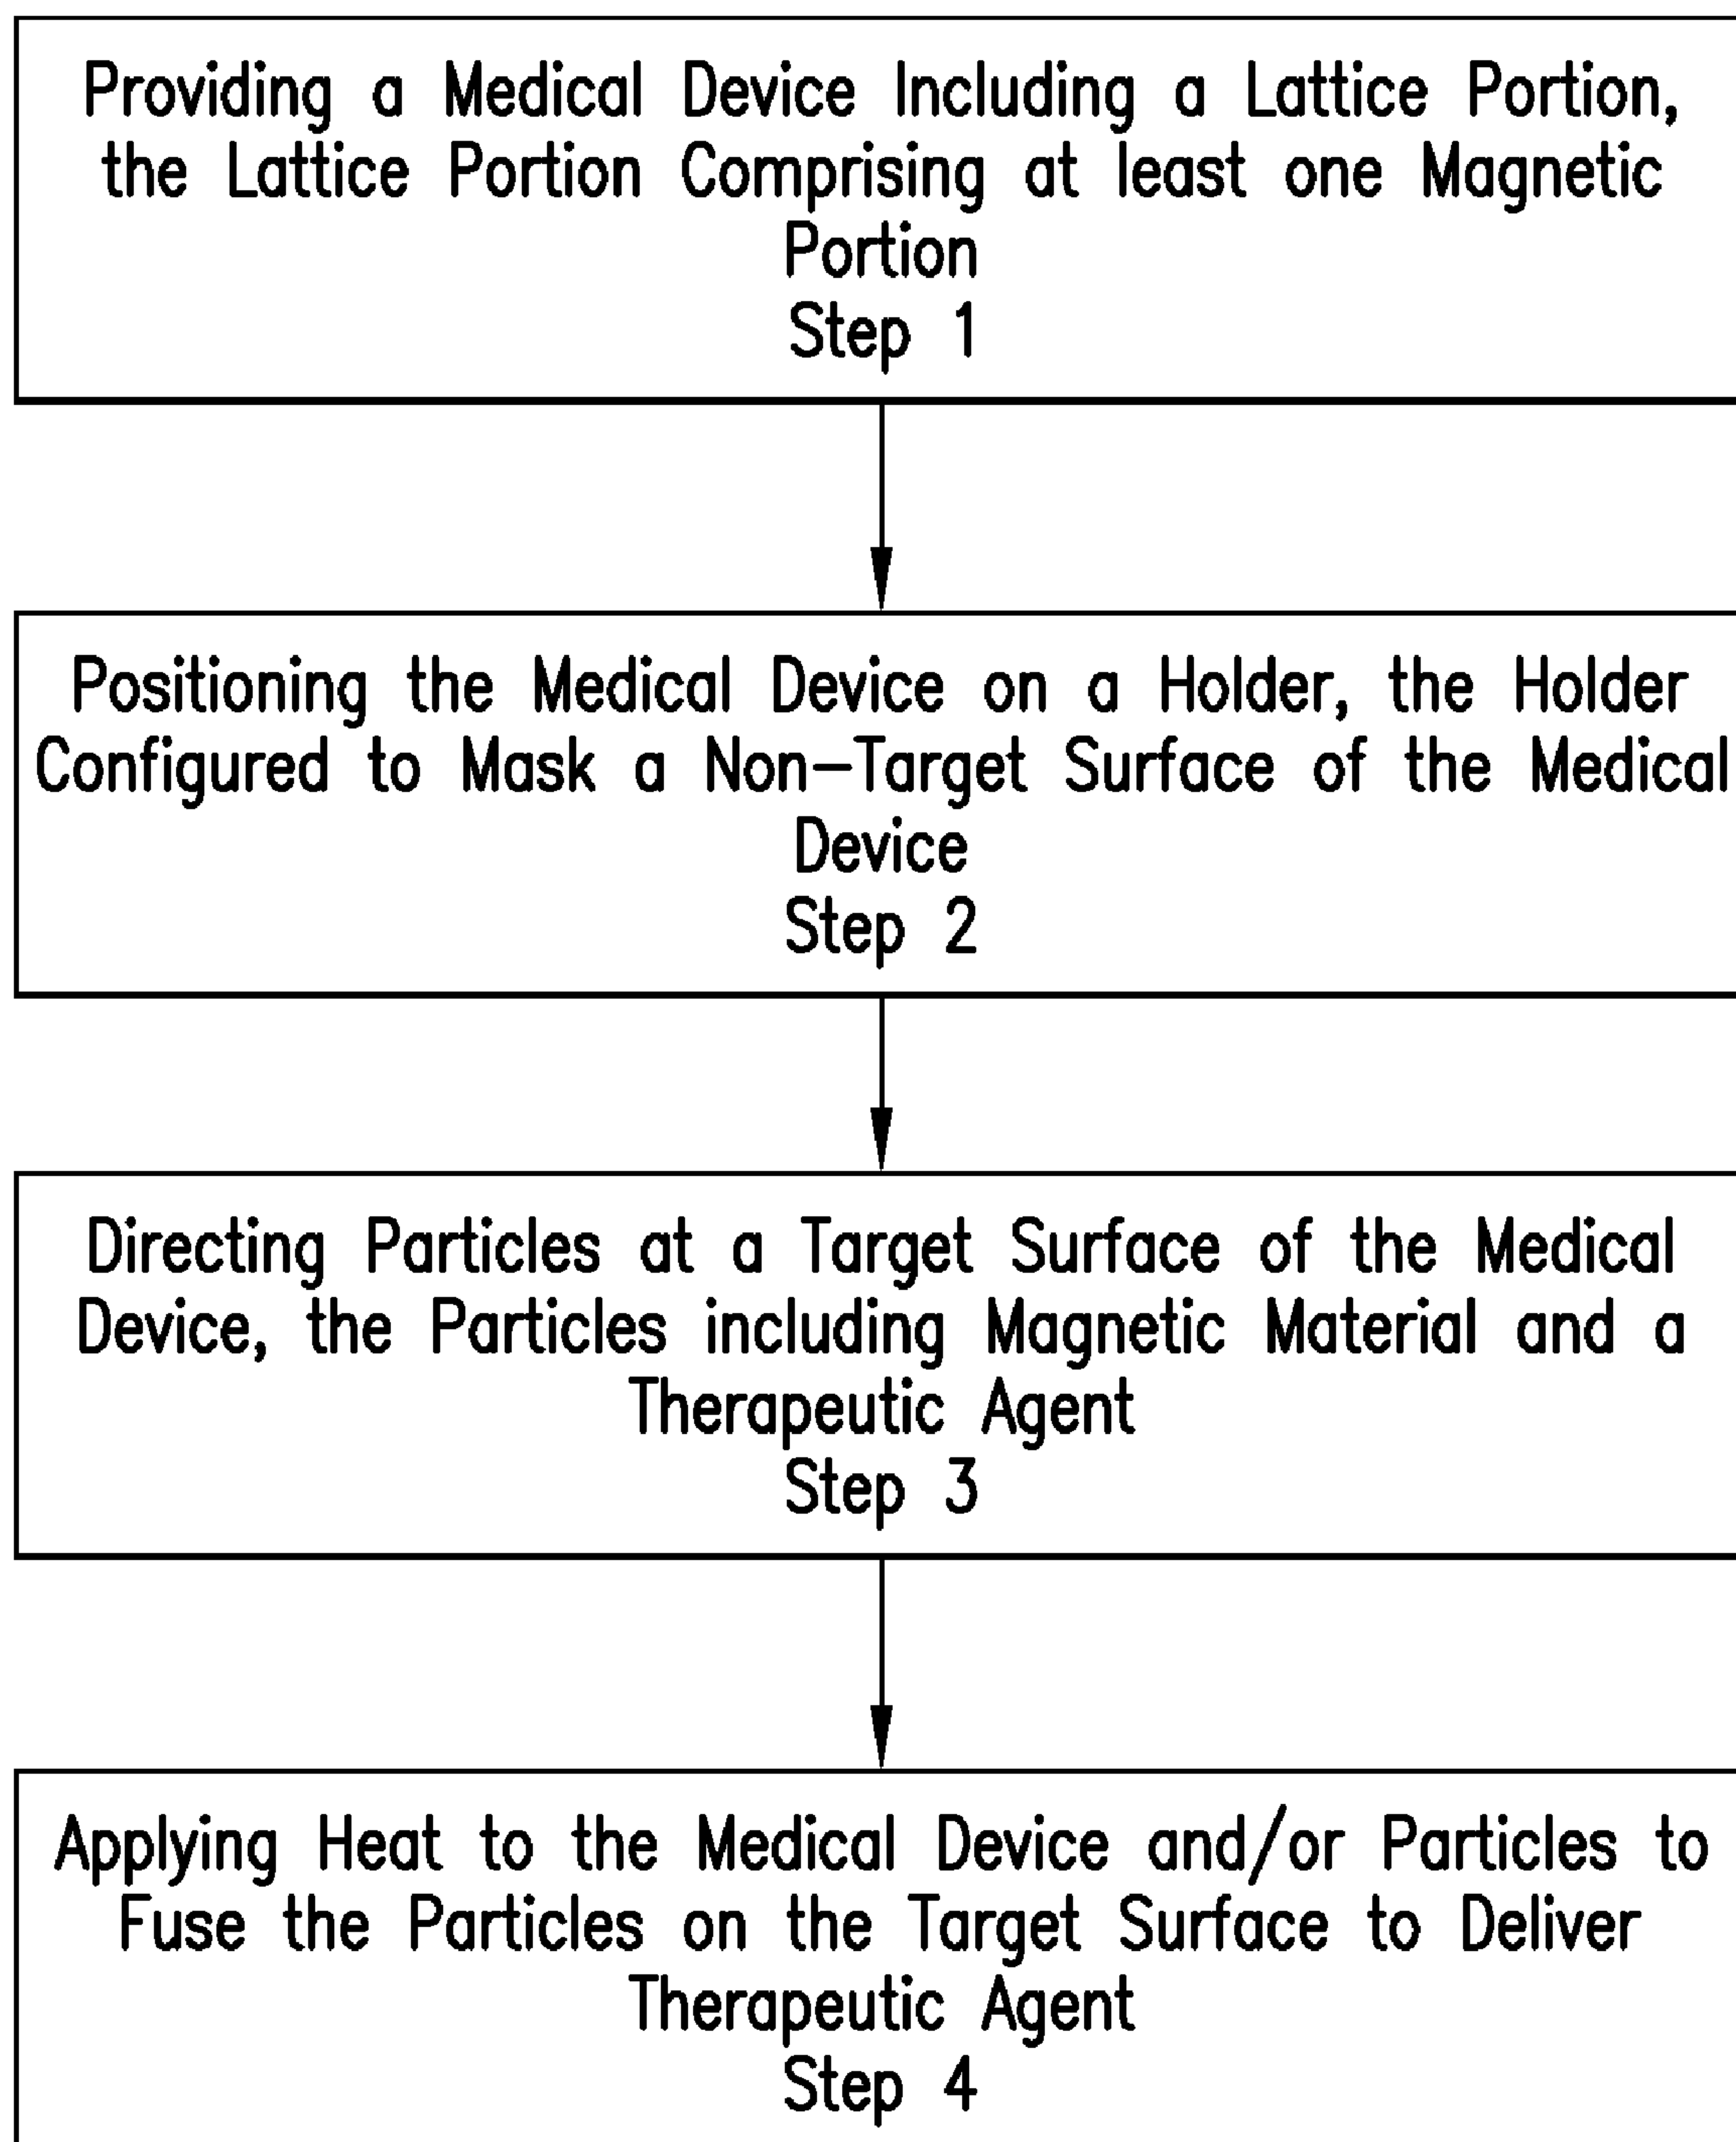 Providing a Medical Device Including a Lattice Portion,
the Lattice Portion Comprising at least one Magnetic
Portion
Step 1
Positioning the Medical Device on a Holder, the Holder
Configured to Mask a Non-Target Surface of the Medical
Device
Step 2
Directing Particles at a Target Surface of the Medical
Device, the Particles including Magnetic Material and a
Therapeutic Agent
Step 3
Applying Heat to the Medical Device and/or Particles to
Fuse the Particles on the Target Surface to Deliver
Therapeutic Agent
Step 4